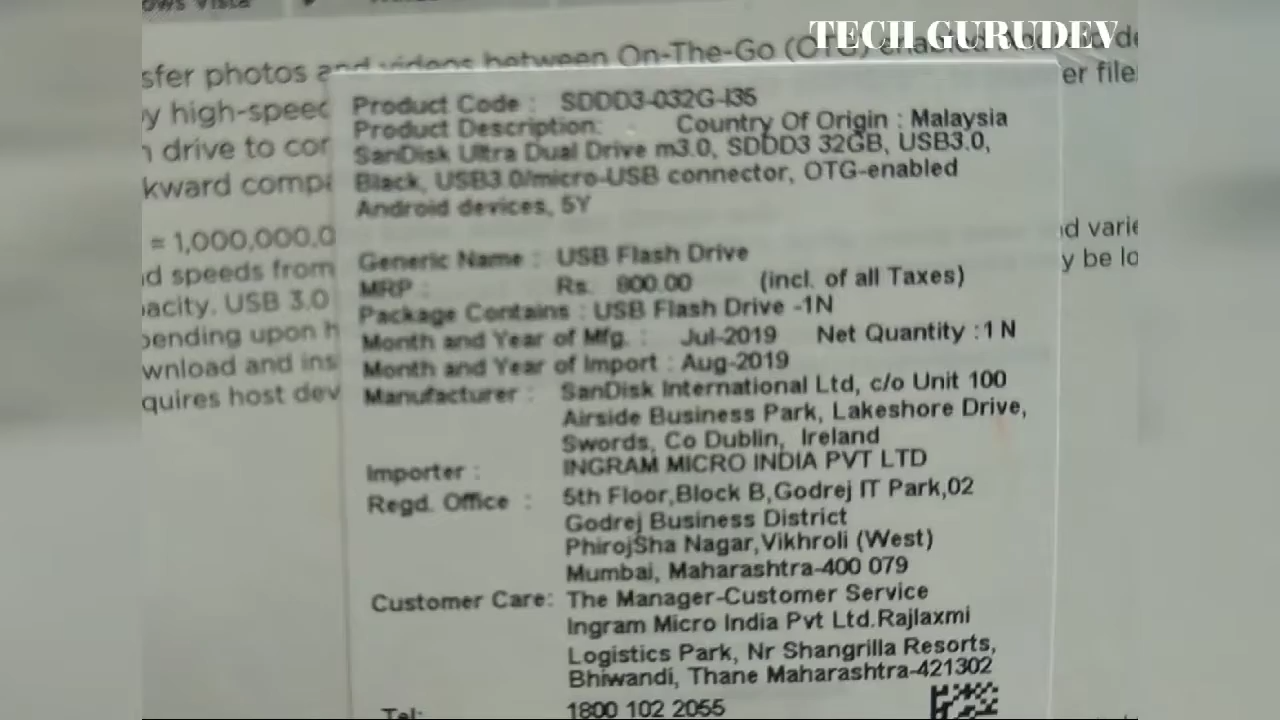 ows Vista
TECH GURUDEV
sfer photos and videos between On-The-Go (OTG) enabled
er file
y high-speed
drive to cor
kward comp
= 1,000,000,0
d speeds from
acity. USB 3.0
pending upon h
wnload and ins
quires host dev
nd varie
y be lo
Product Code : SDDD3-032G-I35
Product Description: Country Of Origin : Malaysia
SanDisk Ultra Dual Drive m3.0, SDDD3 32GB, USB3.0,
Black, USB3.0/micro-USB connector, OTG-enabled
Android devices, 5Y
Generic Name : USB Flash Drive
MRP : Rs. 800.00 (incl. of all Taxes)
Package Contains : USB Flash Drive -1N
Month and Year of Mfg. : Jul-2019 Net Quantity : 1 N
Month and Year of Import : Aug-2019
Manufacturer : SanDisk International Ltd, c/o Unit 100
Airside Business Park, Lakeshore Drive,
Swords, Co Dublin, Ireland
Importer : INGRAM MICRO INDIA PVT LTD
Regd. Office : 5th Floor,Block B,Godrej IT Park,02
Godrej Business District
PhirojSha Nagar,Vikhroli (West)
Mumbai, Maharashtra-400 079
Customer Care: The Manager-Customer Service
Ingram Micro India Pvt Ltd.Rajlaxmi
Logistics Park, Nr Shangrilla Resorts,
Bhiwandi, Thane Maharashtra-421302
Tel: 1800 102 2055